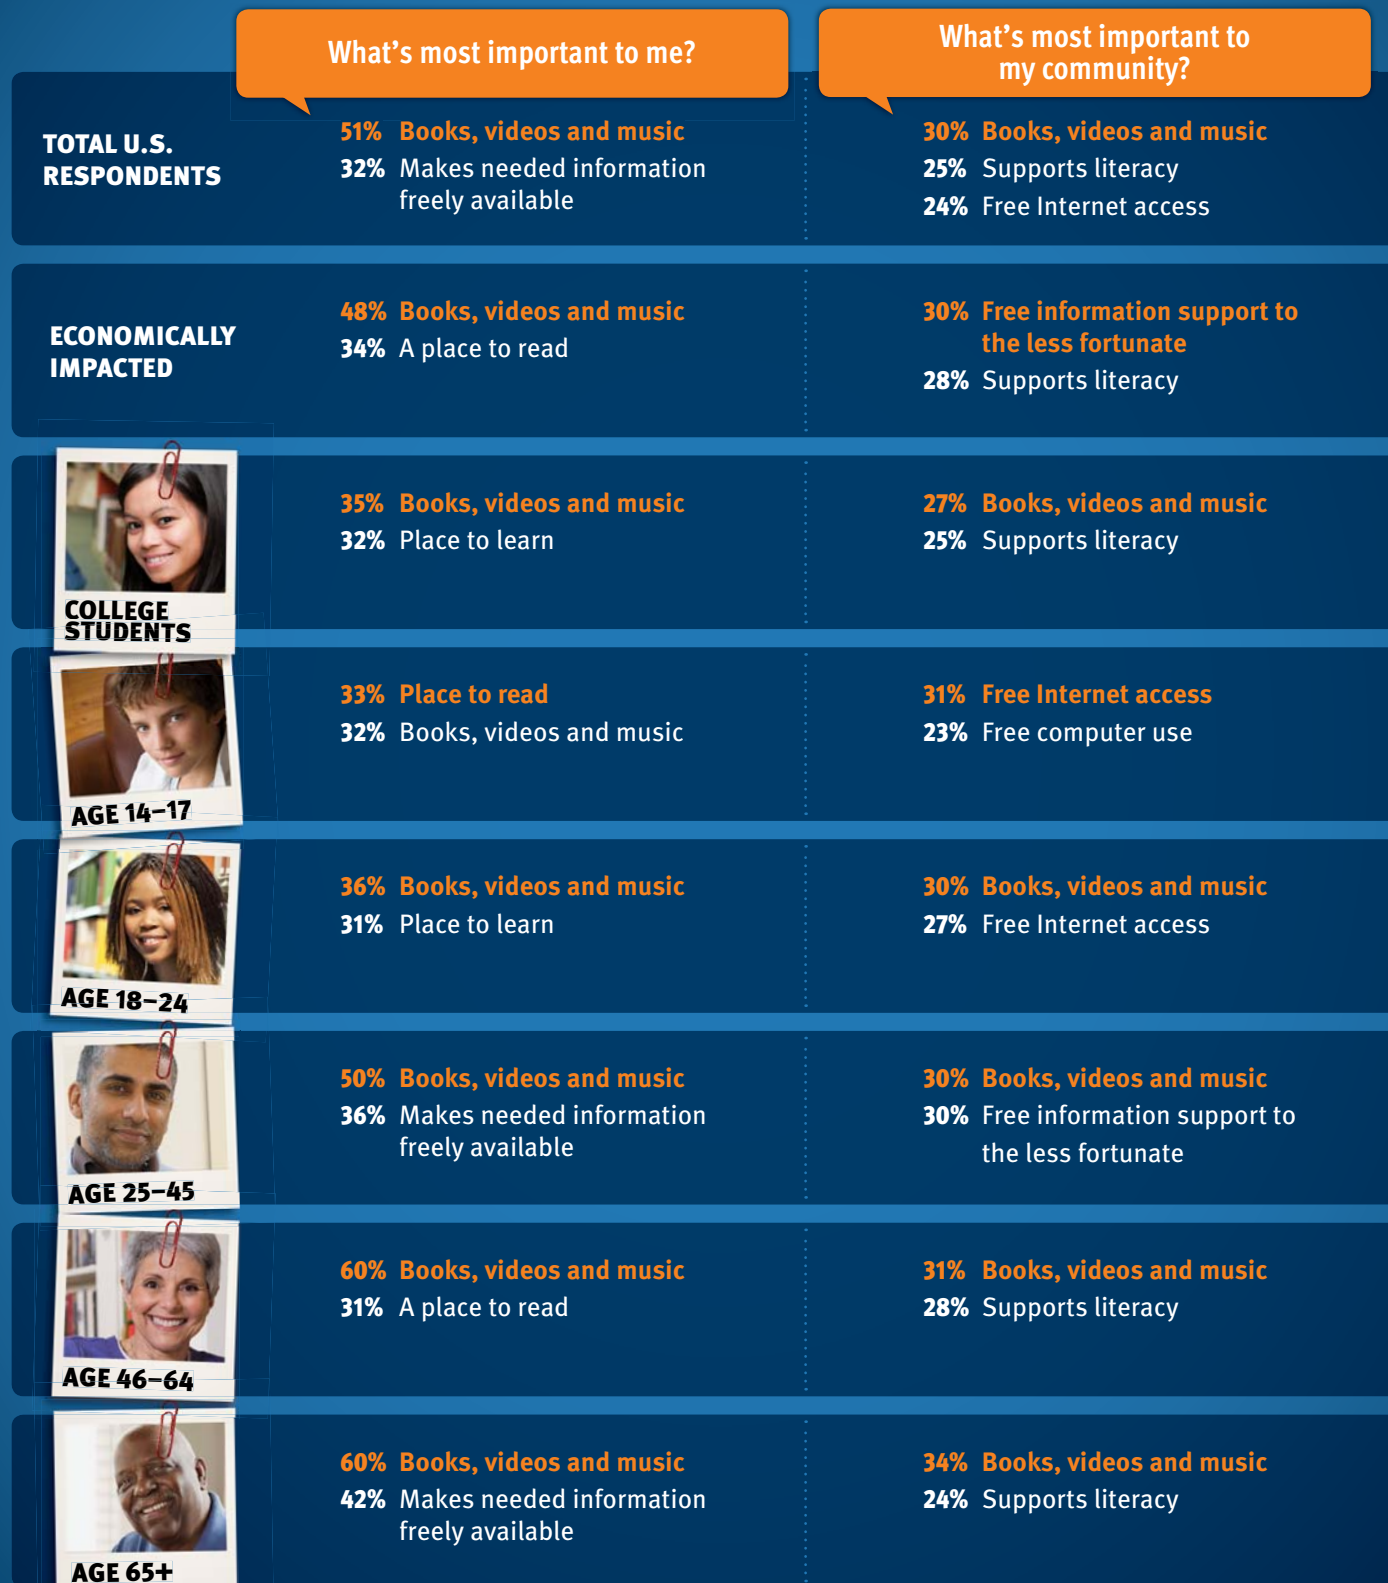 What's most important to me?
What's most important to
my community?
TOTAL U.S.
RESPONDENTS
51% Books, videos and music
32% Makes needed information
freely available
30% Books, videos and music
25% Supports literacy
24% Free Internet access
ECONOMICALLY
IMPACTED
48% Books, videos and music
34% A place to read
30% Free information support to
the less fortunate
28% Supports literacy
COLLEGE
STUDENTS
35% Books, videos and music
32% Place to learn
27% Books, videos and music
25% Supports literacy
AGE 14–17
33% Place to read
32% Books, videos and music
31% Free Internet access
23% Free computer use
AGE 18–24
36% Books, videos and music
31% Place to learn
30% Books, videos and music
27% Free Internet access
AGE 25–45
50% Books, videos and music
36% Makes needed information
freely available
30% Books, videos and music
30% Free information support to
the less fortunate
AGE 46–64
60% Books, videos and music
31% A place to read
31% Books, videos and music
28% Supports literacy
AGE 65+
60% Books, videos and music
42% Makes needed information
freely available
34% Books, videos and music
24% Supports literacy